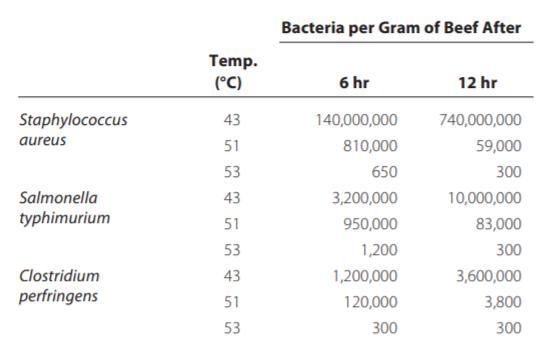 Bacteria per Gram of Beef After
Temp.
(°C) 6 hr 12 hr
Staphylococcus 43 140,000,000 740,000,000
aureus 51 810,000 59,000
53 650 300
Salmonella 43 3,200,000 10,000,000
typhimurium 51 950,000 83,000
53 1,200 300
Clostridium 43 1,200,000 3,600,000
perfringens 51 120,000 3,800
53 300 300